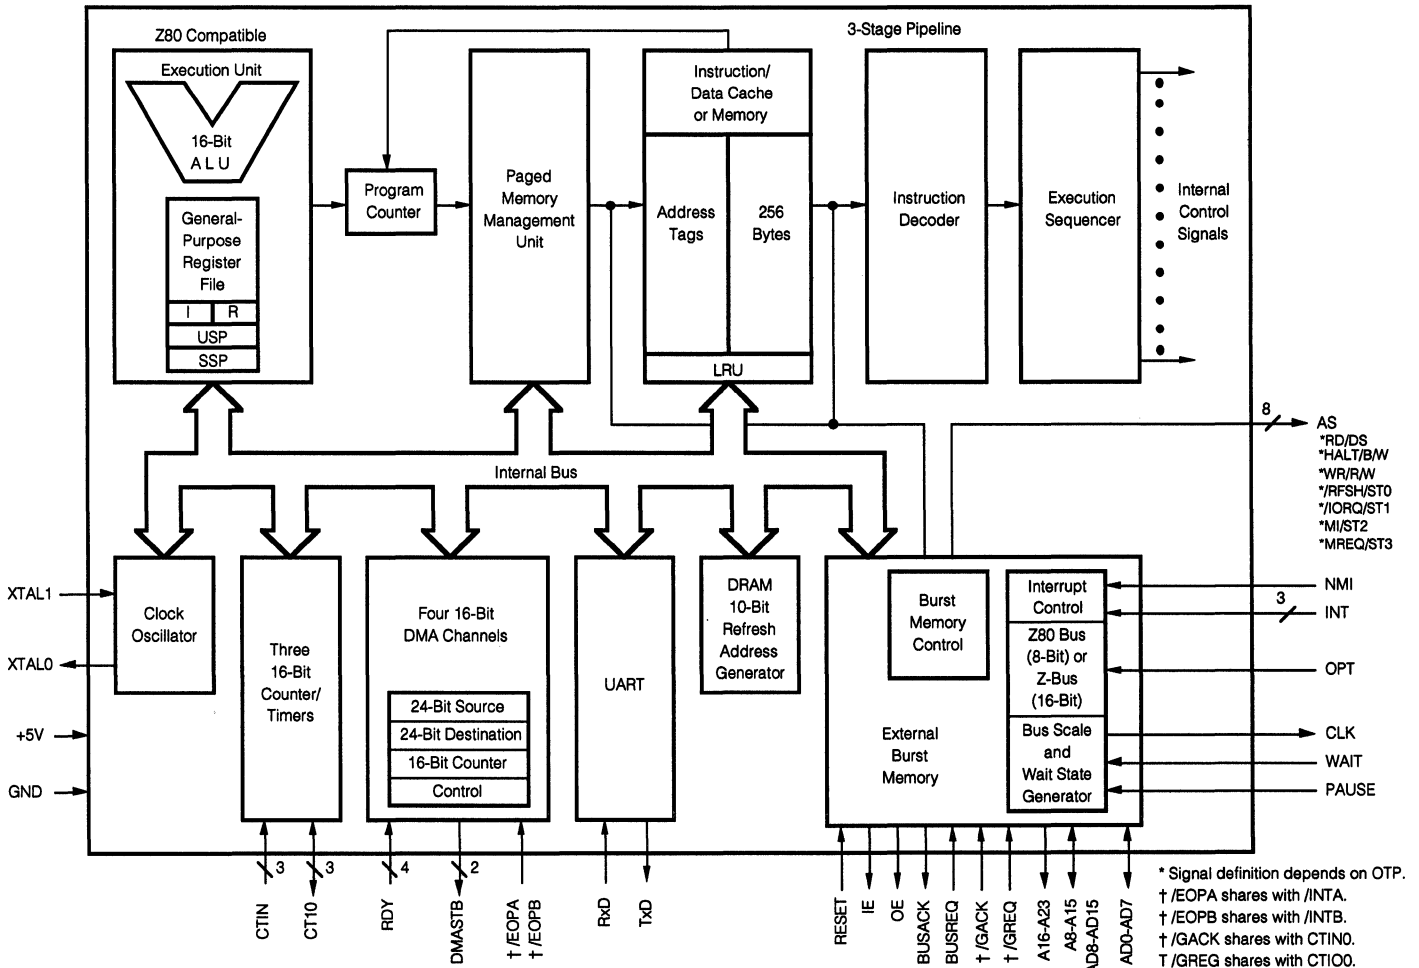 Z80 Compatible
3-Stage Pipeline
Execution Unit
16-Bit
A L U
General-
Purpose
Register
File
I
R
USP
SSP
Program
Counter
Paged
Memory
Management
Unit
Instruction/
Data Cache
or Memory
Address
Tags
256
Bytes
LRU
Instruction
Decoder
Execution
Sequencer
Internal
Control
Signals
Internal Bus
8
AS
*RD/DS
*HALT/B/W
*WR/R/W
*/RFSH/ST0
*/IORQ/ST1
*MI/ST2
*MREQ/ST3
XTAL1
XTAL0
+5V
GND
Clock
Oscillator
Three
16-Bit
Counter/
Timers
Four 16-Bit
DMA Channels
24-Bit Source
24-Bit Destination
16-Bit Counter
Control
UART
DRAM
10-Bit
Refresh
Address
Generator
Burst
Memory
Control
External
Burst
Memory
Interrupt
Control
Z80 Bus
(8-Bit) or
Z-Bus
(16-Bit)
Bus Scale
and
Wait State
Generator
NMI
3
INT
OPT
CLK
WAIT
PAUSE
3
3
4
2
CTIN
CT10
RDY
DMASTB
† /EOPA
† /EOPB
RxD
TxD
RESET
IE
OE
BUSACK
BUSREQ
† /GACK
† /GREQ
A16-A23
A8-A15
AD8-AD15
AD0-AD7
* Signal definition depends on OTP.
† /EOPA shares with /INTA.
† /EOPB shares with /INTB.
† /GACK shares with CTIN0.
T /GREG shares with CTIO0.